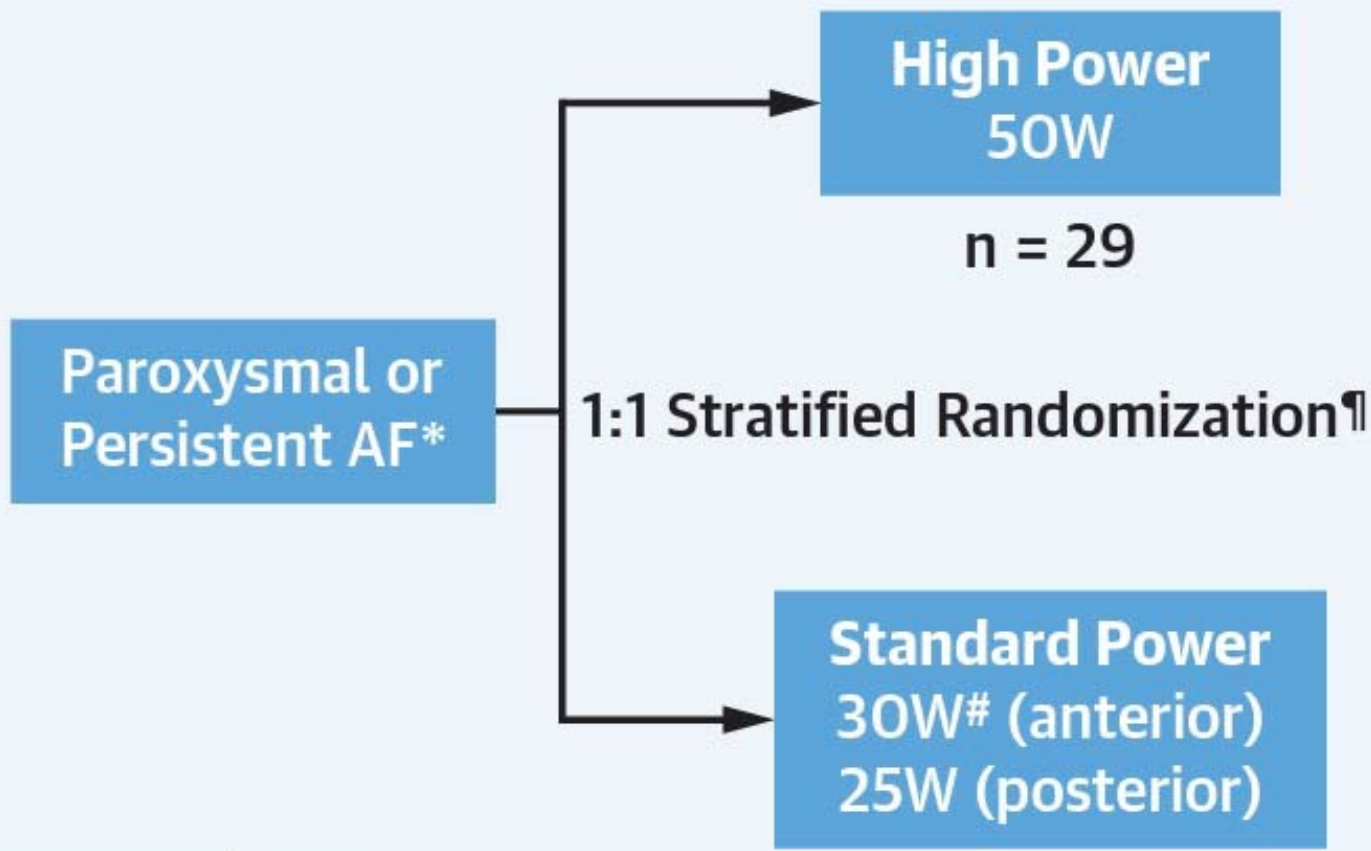 High Power
50W
n = 29
Paroxysmal or
Persistent AF*
1:1 Stratified Randomization¶
Standard Power
30W# (anterior)
25W (posterior)